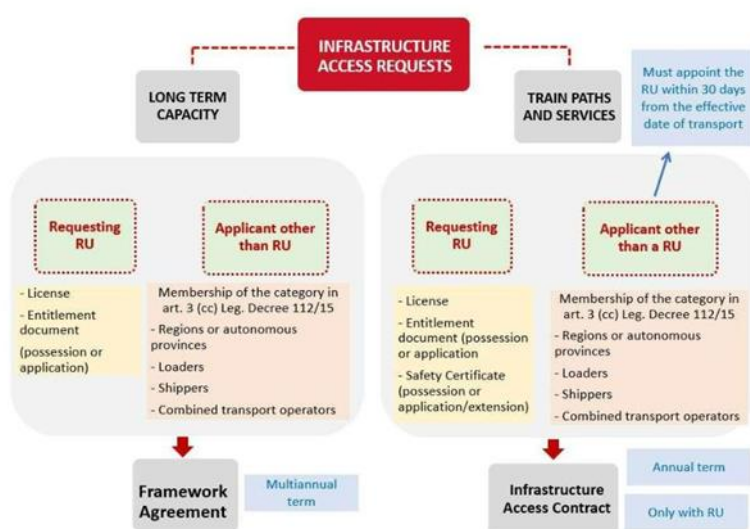 INFRASTRUCTURE
ACCESS REQUESTS
LONG TERM
CAPACITY
TRAIN PATHS
AND SERVICES
Must appoint the
RU within 30 days
from the effective
date of transport
Requesting
RU
Applicant other
than RU
- License
- Entitlement
document
(possession or
application)
Membership of the category in
art. 3 (cc) Leg. Decree 112/15
- Regions or autonomous
provinces
- Loaders
- Shippers
- Combined transport operators
Requesting
RU
Applicant other
than a RU
- License
- Entitlement
document (possession
or application
- Safety Certificate
(possession or
application/extension)
Membership of the category in
art. 3 (cc) Leg. Decree 112/15
- Regions or autonomous
provinces
- Loaders
- Shippers
- Combined transport operators
Framework
Agreement
Multiannual
term
Infrastructure
Access Contract
Annual term
Only with RU